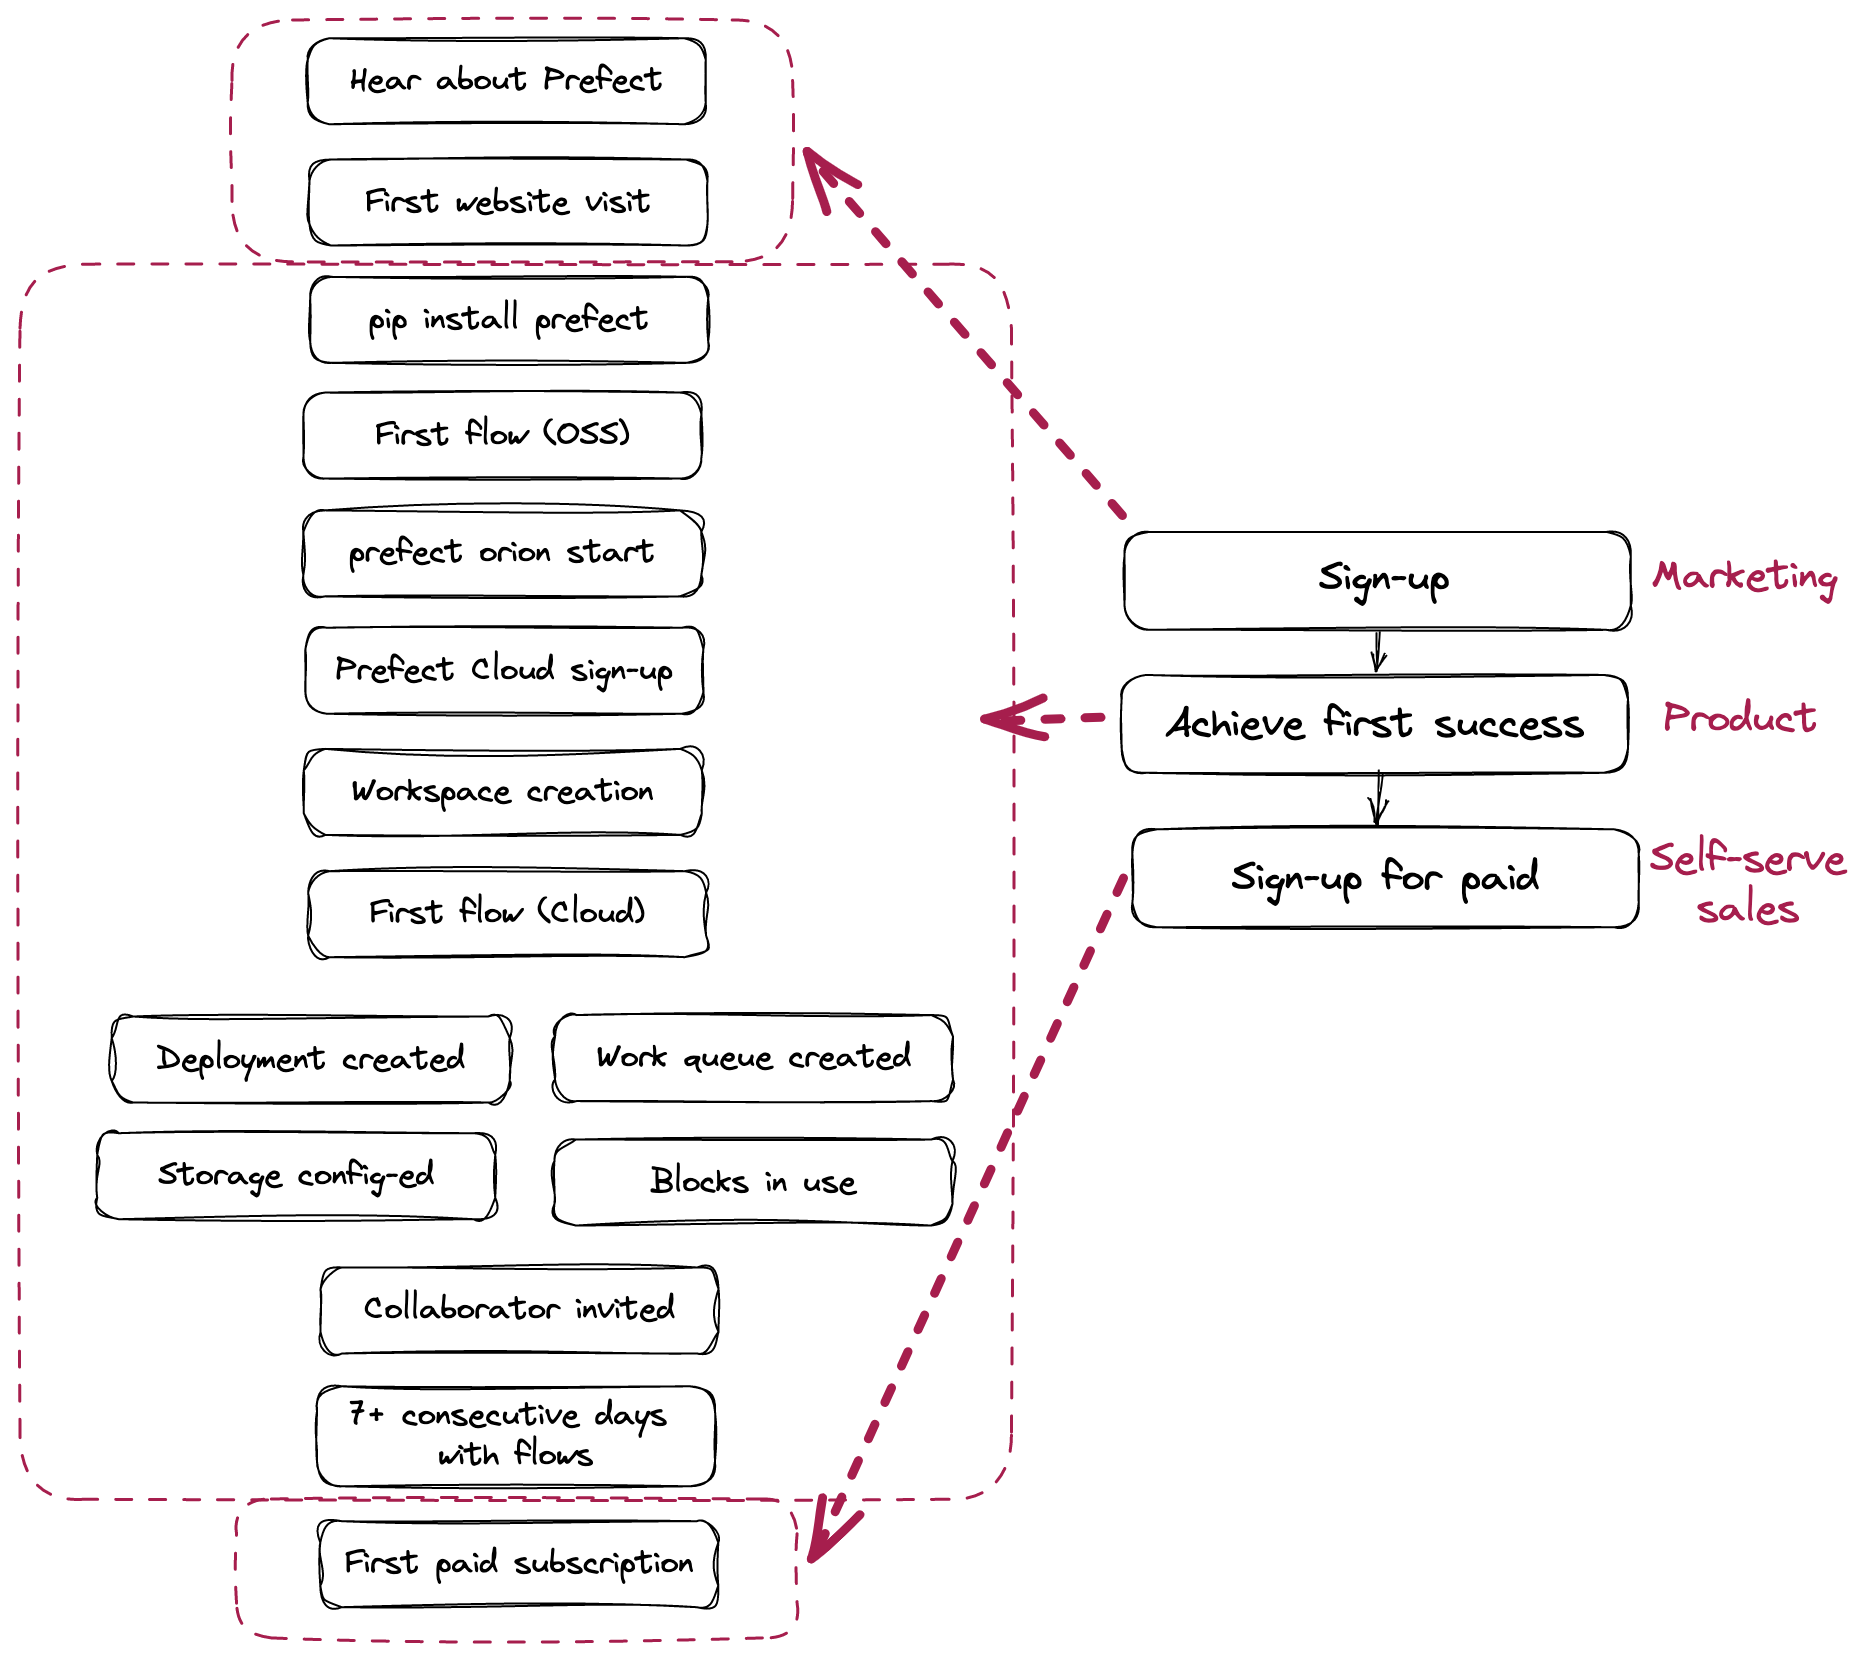 Hear about Prefect
First website visit
pip install prefect
First flow (OSS)
prefect orion start
Prefect Cloud sign-up
Workspace creation
First flow (Cloud)
Deployment created
Work queue created
Storage config-ed
Blocks in use
Collaborator invited
7+ consecutive days
with flows
First paid subscription
Sign-up
Marketing
Achieve first success
Product
Sign-up for paid
Self-serve
sales